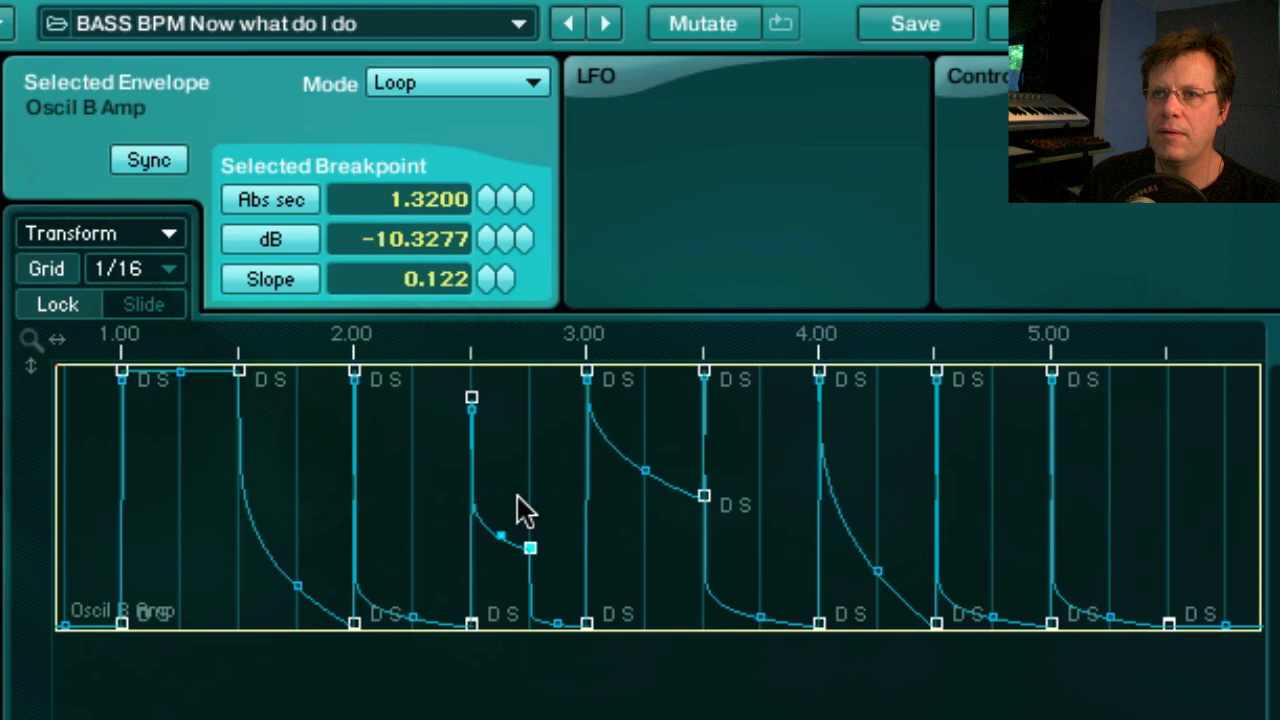 BASS BPM Now what do I do
Mutate
Save
Selected Envelope
Oscil B Amp
Mode
Loop
LFO
Sync
Selected Breakpoint
Abs sec
1.3200
dB
-10.3277
Slope
0.122
Transform
Grid
1/16
Lock
Slide
1.00 2.00 3.00 4.00 5.00
D S D S D S D S D S D S D S D S
D S
Oscil B Amp
D S D S D S D S D S D S